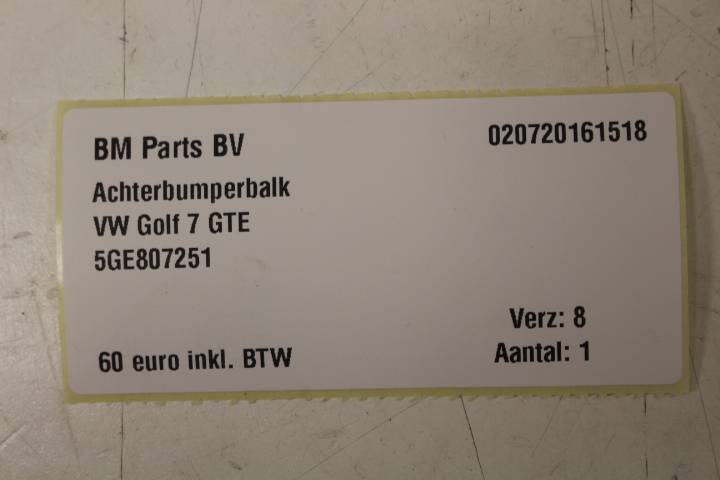 BM Parts BV
020720161518
Achterbumperbalk
VW Golf 7 GTE
5GE807251
Verz: 8
60 euro inkl. BTW
Aantal: 1